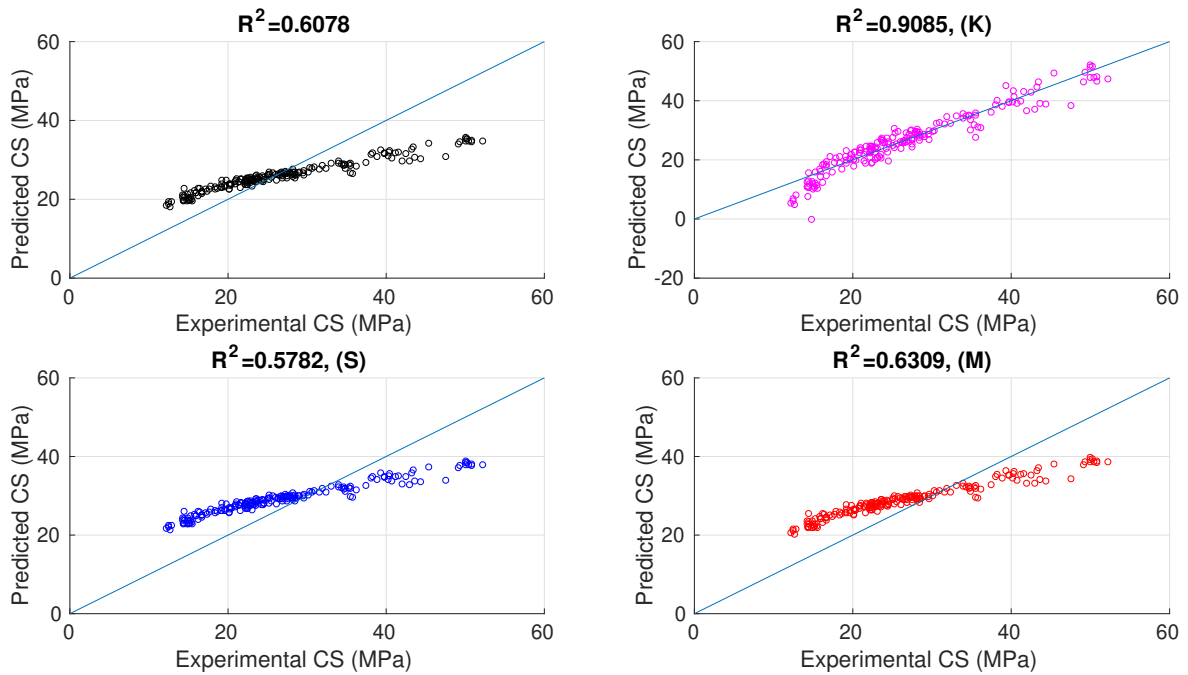 R²=0.6078
60
40
20
0
Predicted CS (MPa)
0 20 40 60
Experimental CS (MPa)
R²=0.9085, (K)
60
40
20
0
-20
Predicted CS (MPa)
0 20 40 60
Experimental CS (MPa)
R²=0.5782, (S)
60
40
20
0
Predicted CS (MPa)
0 20 40 60
Experimental CS (MPa)
R²=0.6309, (M)
60
40
20
0
Predicted CS (MPa)
0 20 40 60
Experimental CS (MPa)